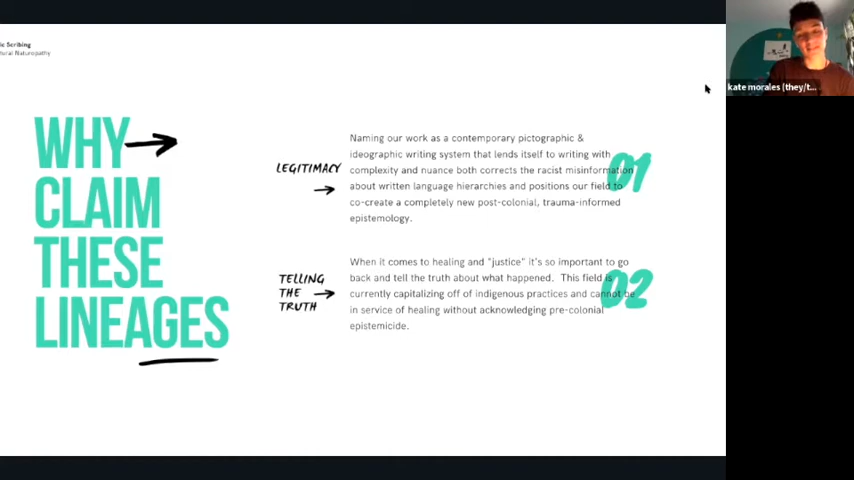 ic Scribing
tural Naturopathy
WHY
CLAIM
THESE
LINEAGES
LEGITIMACY
Naming our work as a contemporary pictographic &
ideographic writing system that lends itself to writing with
complexity and nuance both corrects the racist misinformation
about written language hierarchies and positions our field to
co-create a completely new post-colonial, trauma-informed
epistemology.
01
TELLING
THE
TRUTH
When it comes to healing and "justice" it's so important to go
back and tell the truth about what happened. This field is
currently capitalizing off of indigenous practices and cannot be
in service of healing without acknowledging pre-colonial
epistemicide.
02
kate morales (they/t...